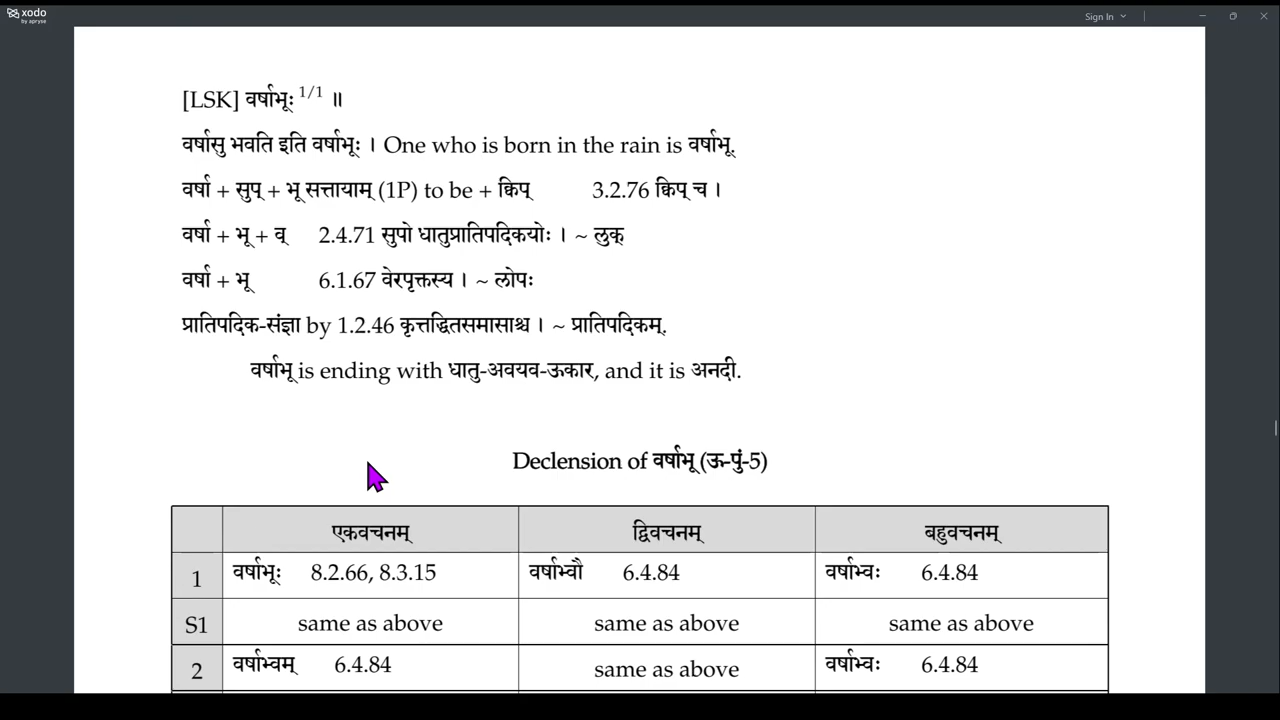 xodo
by apryse
Sign In
[LSK] वर्षाभूः 1/1 ॥
वर्षासु भवति इति वर्षाभूः । One who is born in the rain is वर्षाभू.
वर्षा + सुप् + भू सत्तायाम् (1P) to be + क्विप् 3.2.76 क्विप् च ।
वर्षा + भू + व् 2.4.71 सुपो धातुप्रातिपदिकयोः । ~ लुक्
वर्षा + भू 6.1.67 वेरपृक्तस्य । ~ लोपः
प्रातिपदिक-संज्ञा by 1.2.46 कृत्तद्धितसमासाश्च । ~ प्रातिपदिकम्.
वर्षाभू is ending with धातु-अवयव-ऊकार, and it is अनदी.
Declension of वर्षाभू (ऊ-पुं-5)
एकवचनम् द्विवचनम् बहुवचनम्
1 वर्षाभूः 8.2.66, 8.3.15 वर्षाभ्वौ 6.4.84 वर्षाभ्वः 6.4.84
S1 same as above same as above same as above
2 वर्षाभ्वम् 6.4.84 same as above वर्षाभ्वः 6.4.84